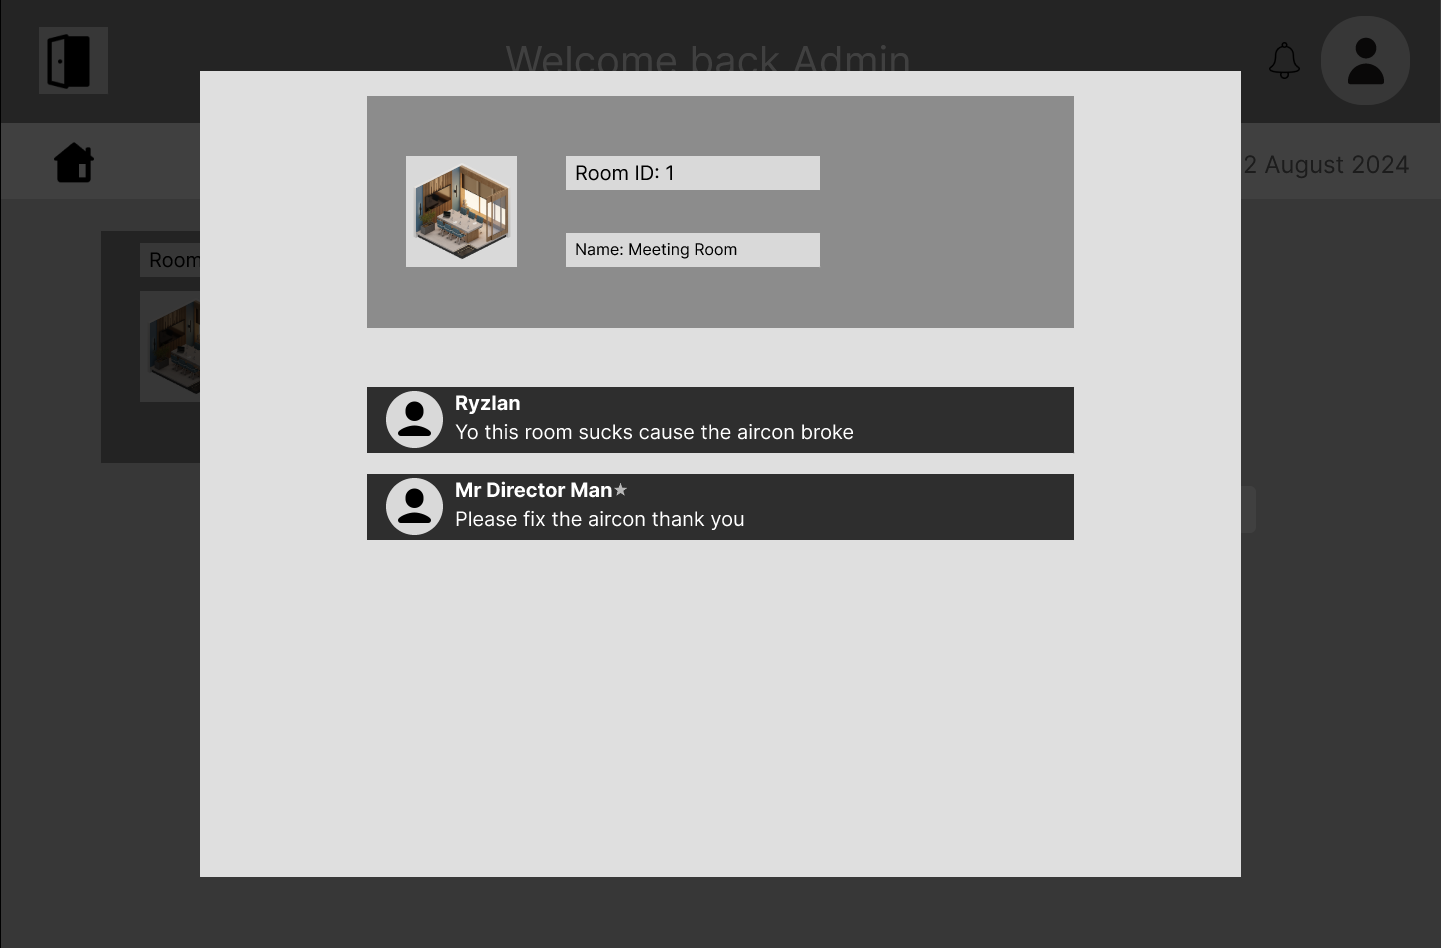 Welcome back Admin
2 August 2024
Room
Room ID: 1
Name: Meeting Room
Ryzlan
Yo this room sucks cause the aircon broke
Mr Director Man★
Please fix the aircon thank you